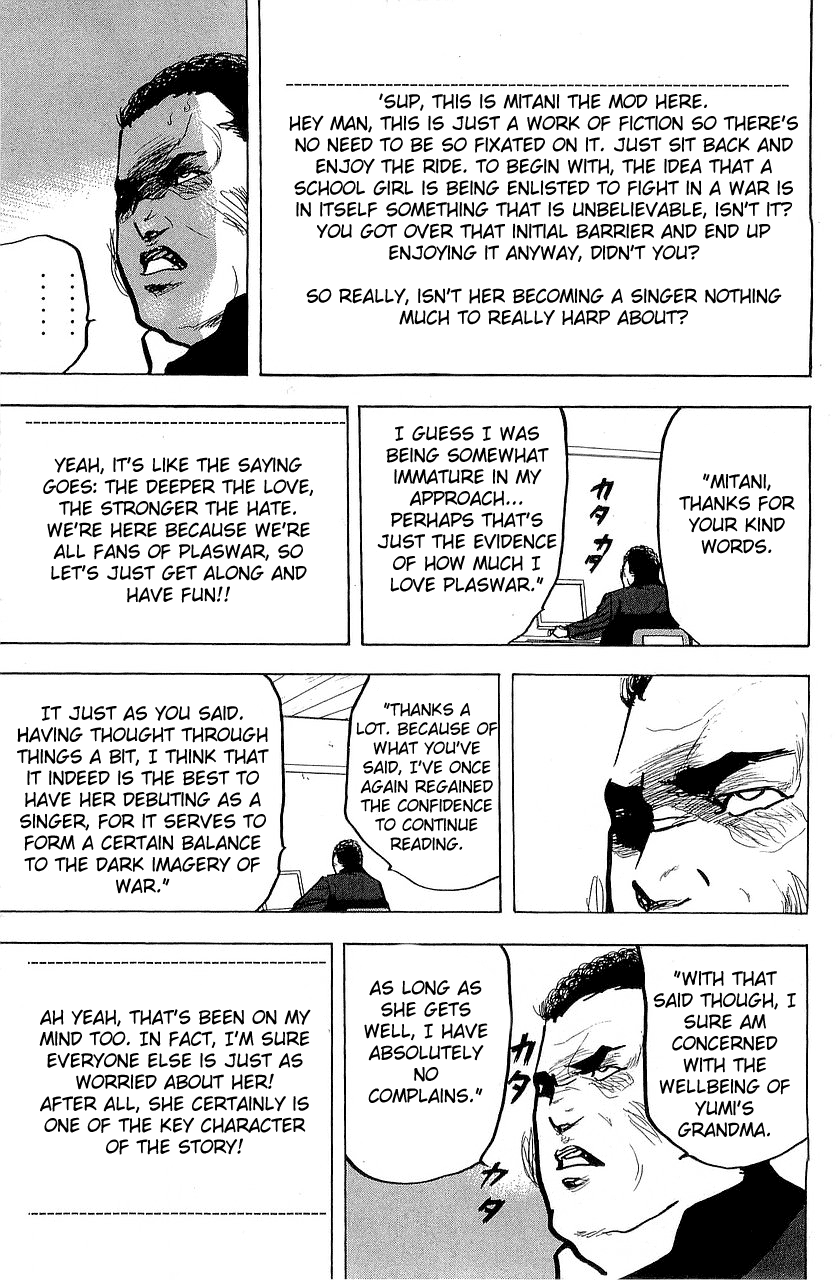 'SUP, THIS IS MITANI THE MOD HERE.
HEY MAN, THIS IS JUST A WORK OF FICTION SO THERE'S
NO NEED TO BE SO FIXATED ON IT. JUST SIT BACK AND
ENJOY THE RIDE. TO BEGIN WITH, THE IDEA THAT A
SCHOOL GIRL IS BEING ENLISTED TO FIGHT IN A WAR IS
IN ITSELF SOMETHING THAT IS UNBELIEVABLE, ISN'T IT?
YOU GOT OVER THAT INITIAL BARRIER AND END UP
ENJOYING IT ANYWAY, DIDN'T YOU?
SO REALLY, ISN'T HER BECOMING A SINGER NOTHING
MUCH TO REALLY HARP ABOUT?
"MITANI,
THANKS FOR
YOUR KIND
WORDS.
カタカタ
I GUESS I WAS
BEING SOMEWHAT
IMMATURE IN MY
APPROACH...
PERHAPS THAT'S
JUST THE EVIDENCE
OF HOW MUCH I
LOVE PLASWAR."
YEAH, IT'S LIKE THE SAYING
GOES: THE DEEPER THE LOVE,
THE STRONGER THE HATE.
WE'RE HERE BECAUSE WE'RE
ALL FANS OF PLASWAR, SO
LET'S JUST GET ALONG AND
HAVE FUN!!
"THANKS A
LOT. BECAUSE OF
WHAT YOU'VE
SAID, I'VE ONCE
AGAIN REGAINED
THE CONFIDENCE
TO CONTINUE
READING.
IT JUST AS YOU SAID.
HAVING THOUGHT THROUGH
THINGS A BIT, I THINK THAT
IT INDEED IS THE BEST TO
HAVE HER DEBUTING AS A
SINGER, FOR IT SERVES TO
FORM A CERTAIN BALANCE
TO THE DARK IMAGERY OF
WAR."
"WITH THAT
SAID THOUGH, I
SURE AM
CONCERNED
WITH THE
WELLBEING OF
YUMI'S
GRANDMA.
カタ
カタ
AS LONG AS
SHE GETS
WELL, I HAVE
ABSOLUTELY
NO
COMPLAINS."
AH YEAH, THAT'S BEEN ON MY
MIND TOO. IN FACT, I'M SURE
EVERYONE ELSE IS JUST AS
WORRIED ABOUT HER!
AFTER ALL, SHE CERTAINLY IS
ONE OF THE KEY CHARACTER
OF THE STORY!